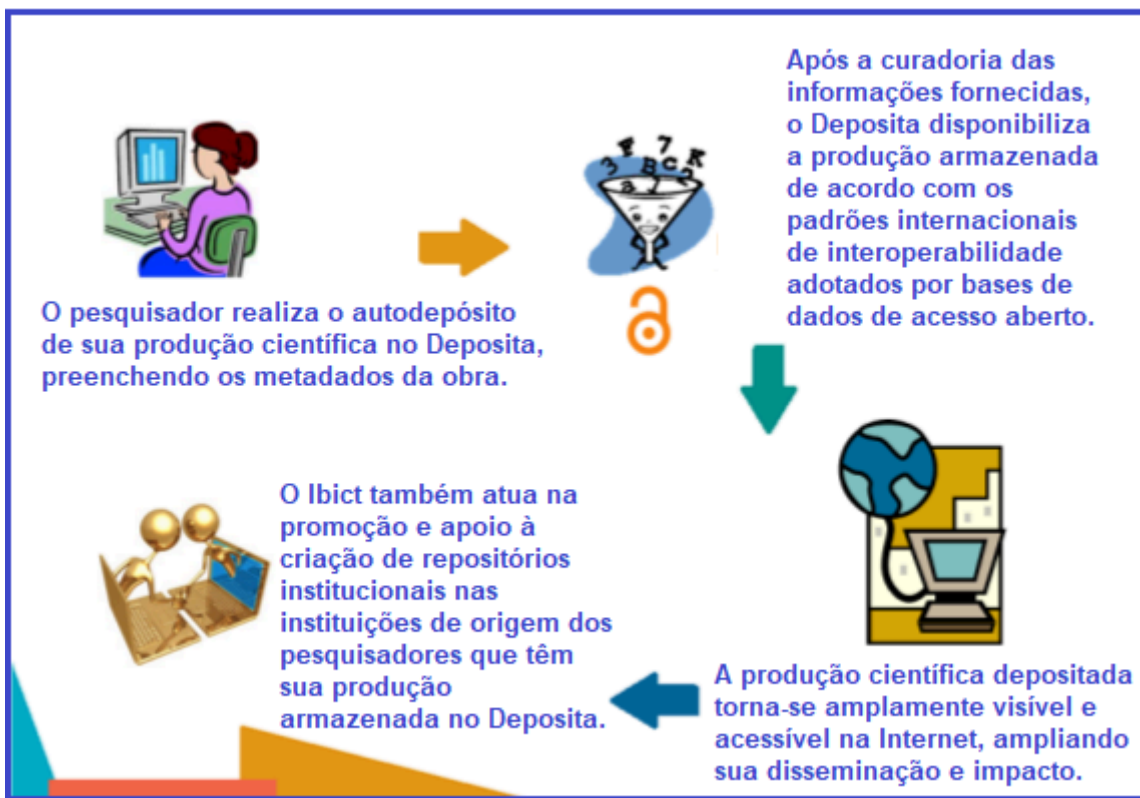 O pesquisador realiza o autodepósito
de sua produção científica no Deposita,
preenchendo os metadados da obra.
Após a curadoria das
informações fornecidas,
o Deposita disponibiliza
a produção armazenada
de acordo com os
padrões internacionais
de interoperabilidade
adotados por bases de
dados de acesso aberto.
A produção científica depositada
torna-se amplamente visível e
acessível na Internet, ampliando
sua disseminação e impacto.
O Ibict também atua na
promoção e apoio à
criação de repositórios
institucionais nas
instituições de origem dos
pesquisadores que têm
sua produção
armazenada no Deposita.